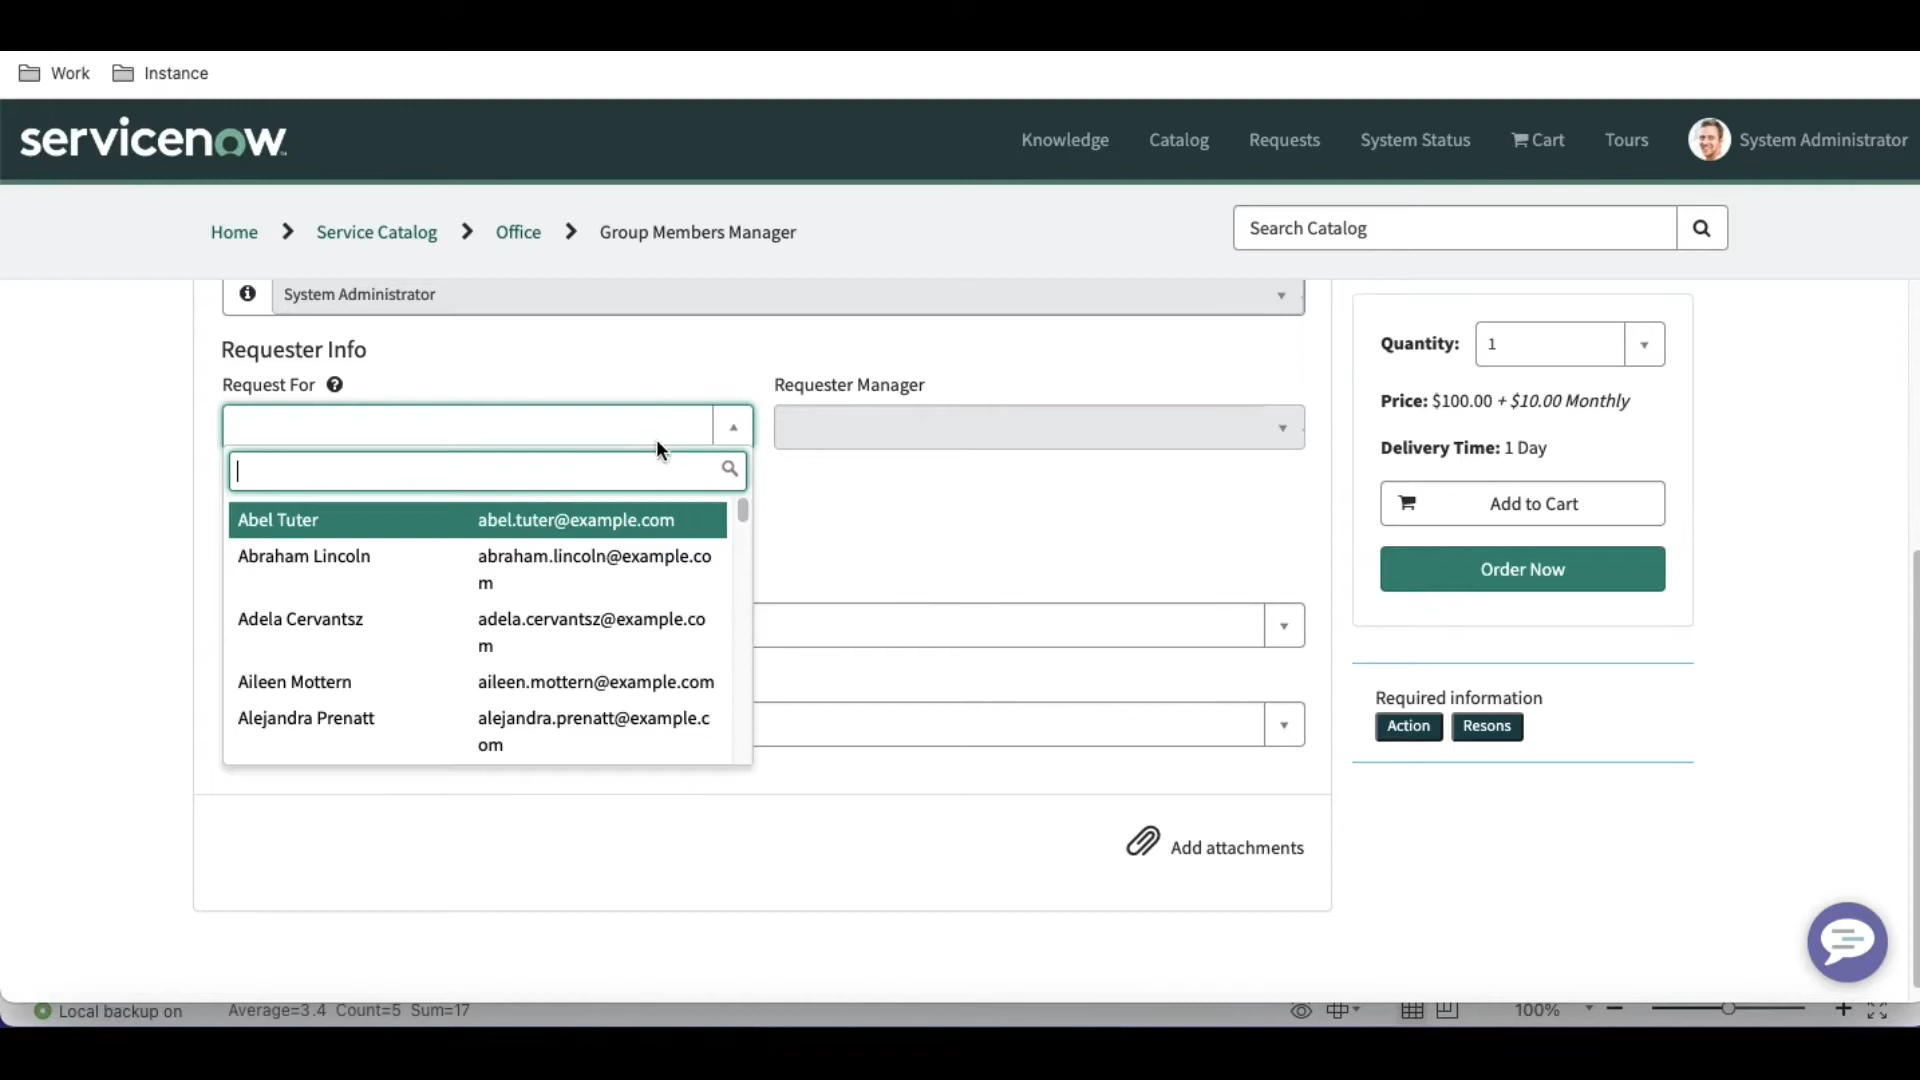 Work Instance
servicenow
Knowledge Catalog Requests System Status Cart Tours System Administrator
Home Service Catalog Office Group Members Manager
Search Catalog
System Administrator
Requester Info
Request For
Requester Manager
Abel Tuter abel.tuter@example.com
Abraham Lincoln abraham.lincoln@example.co
m
Adela Cervantsz adela.cervantsz@example.co
m
Aileen Mottern aileen.mottern@example.com
Alejandra Prenatt alejandra.prenatt@example.c
om
Add attachments
Quantity: 1
Price: $100.00 + $10.00 Monthly
Delivery Time: 1 Day
Add to Cart
Order Now
Required information
Action Resons
Local backup on Average=3.4 Count=5 Sum=17 100%